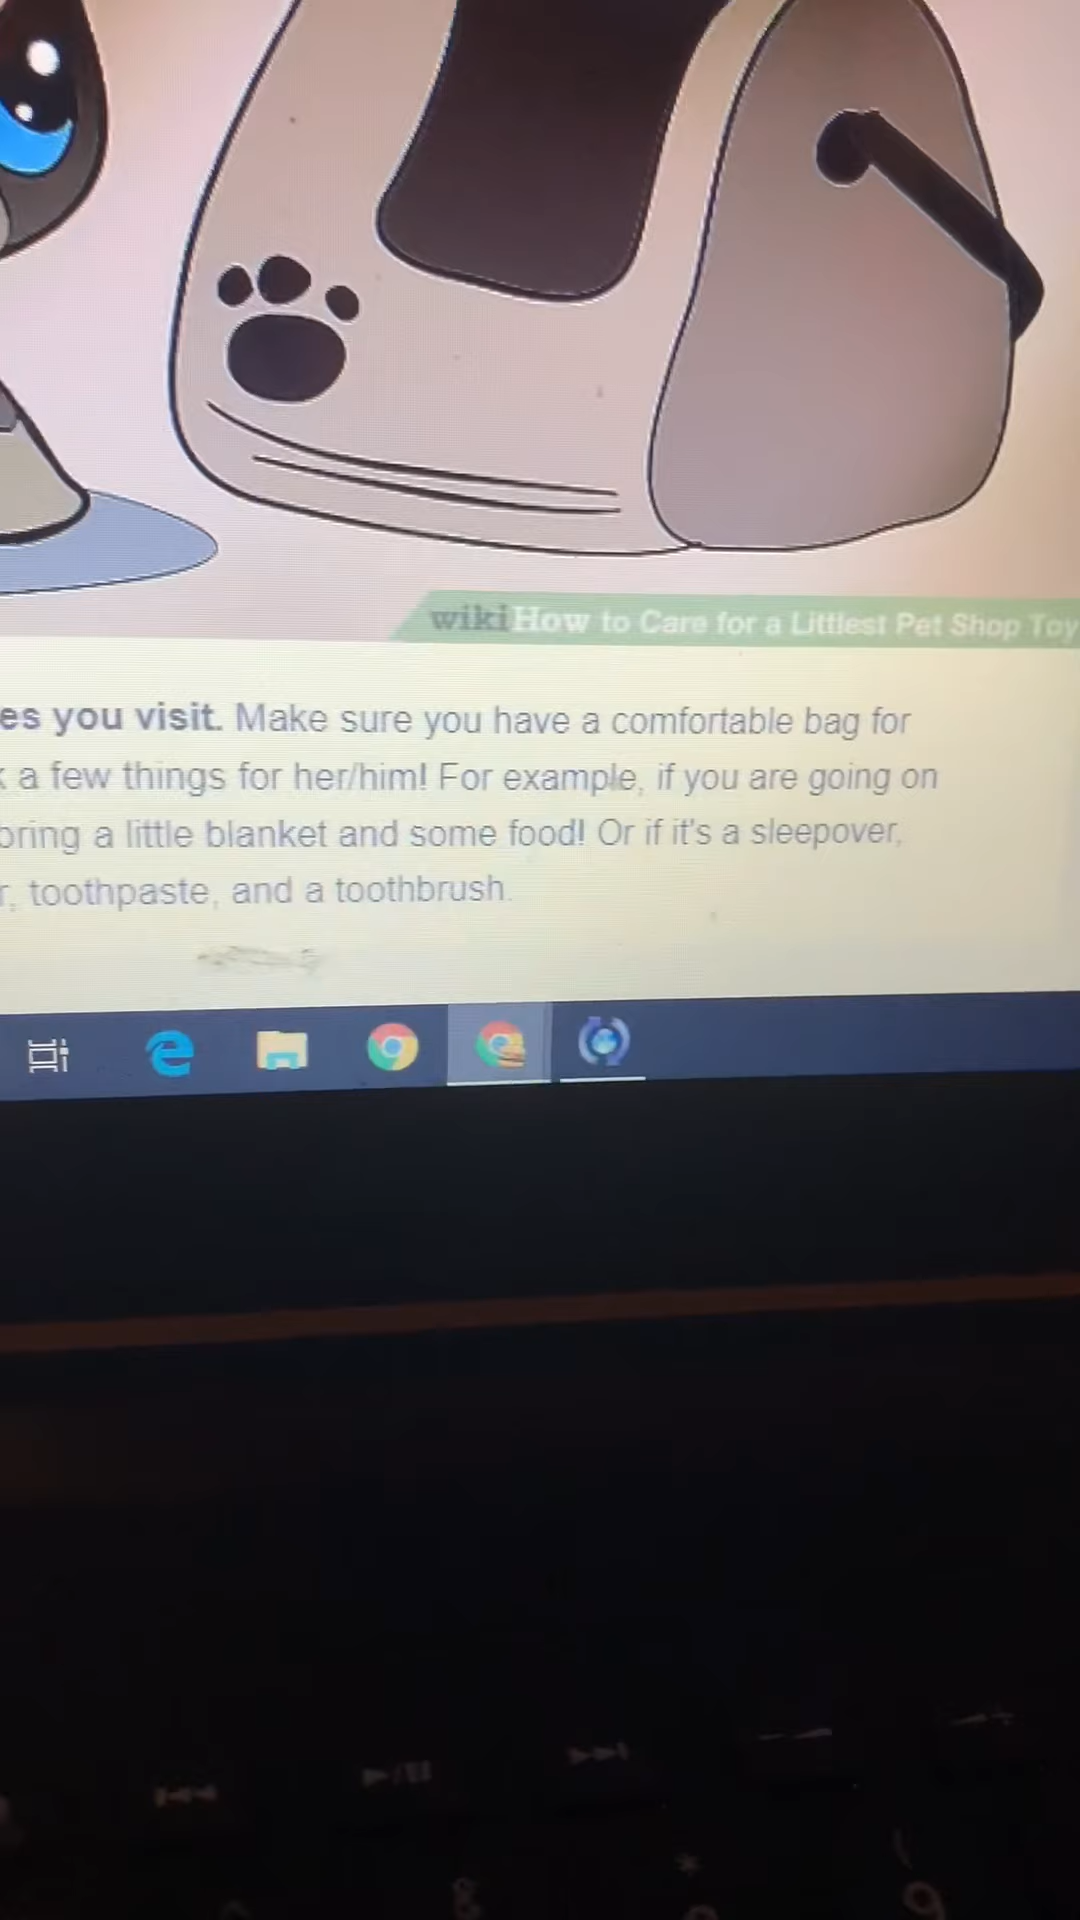 wikiHow to Care for a Littlest Pet Shop Toy
es you visit. Make sure you have a comfortable bag for
a few things for her/him! For example, if you are going on
bring a little blanket and some food! Or if it's a sleepover,
r, toothpaste, and a toothbrush.
*
(
8
9